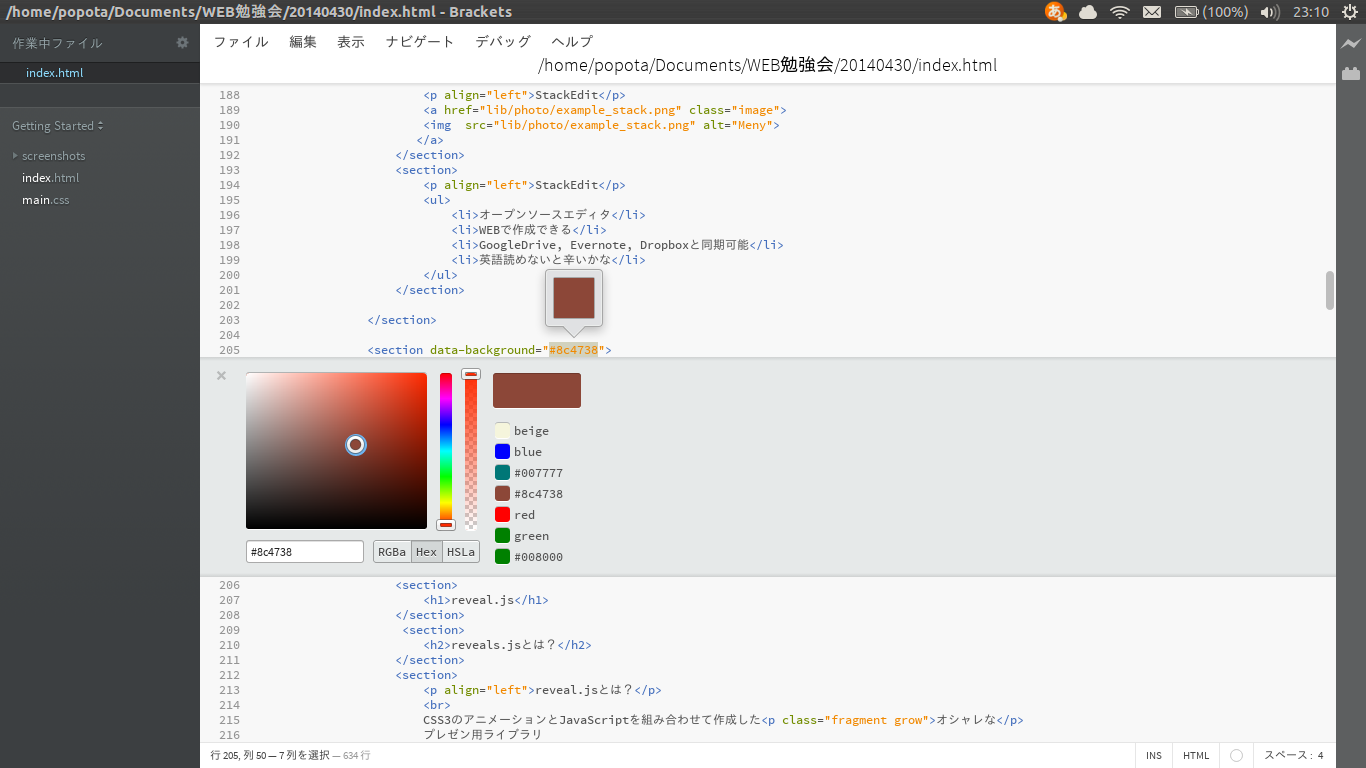 /home/popota/Documents/WEB勉強会/20140430/index.html - Brackets
あ
(100%)
23:10
作業中ファイル
index.html
Getting Started
screenshots
index.html
main.css
ファイル 編集 表示 ナビゲート デバッグ ヘルプ
/home/popota/Documents/WEB勉強会/20140430/index.html
188 <p align="left">StackEdit</p>
189 <a href="lib/photo/example_stack.png" class="image">
190 <img  src="lib/photo/example_stack.png" alt="Meny">
191 </a>
192 </section>
193 <section>
194 <p align="left">StackEdit</p>
195 <ul>
196 <li>オープンソースエディタ</li>
197 <li>WEBで作成できる</li>
198 <li>GoogleDrive, Evernote, Dropboxと同期可能</li>
199 <li>英語読めないと辛いかな</li>
200 </ul>
201 </section>
202
203 </section>
204
205 <section data-background="#8c4738">
beige
blue
#007777
#8c4738
red
green
#008000
#8c4738
RGBa Hex HSLa
206 <section>
207 <h1>reveal.js</h1>
208 </section>
209 <section>
210 <h2>reveals.jsとは？</h2>
211 </section>
212 <section>
213 <p align="left">reveal.jsとは？</p>
214 <br>
215 CSS3のアニメーションとJavaScriptを組み合わせて作成した<p class="fragment grow">オシャレな</p>
216 プレゼン用ライブラリ
行 205, 列 50 — 7 列を選択 — 634 行
INS
HTML
スペース : 4